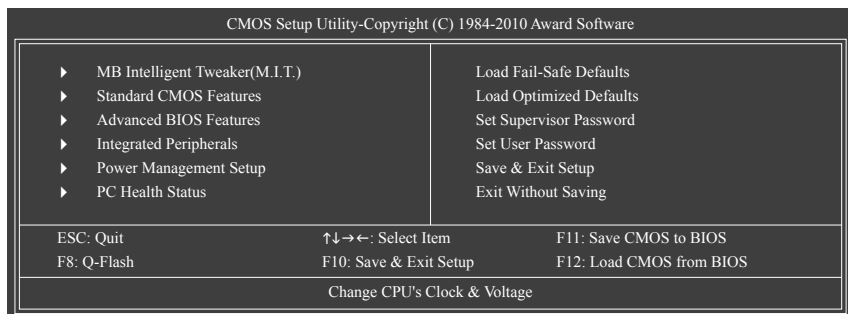 CMOS Setup Utility-Copyright (C) 1984-2010 Award Software
MB Intelligent Tweaker(M.I.T.)
Standard CMOS Features
Advanced BIOS Features
Integrated Peripherals
Power Management Setup
PC Health Status
Load Fail-Safe Defaults
Load Optimized Defaults
Set Supervisor Password
Set User Password
Save & Exit Setup
Exit Without Saving
ESC: Quit ↑↓→←: Select Item F11: Save CMOS to BIOS
F8: Q-Flash F10: Save & Exit Setup F12: Load CMOS from BIOS
Change CPU's Clock & Voltage